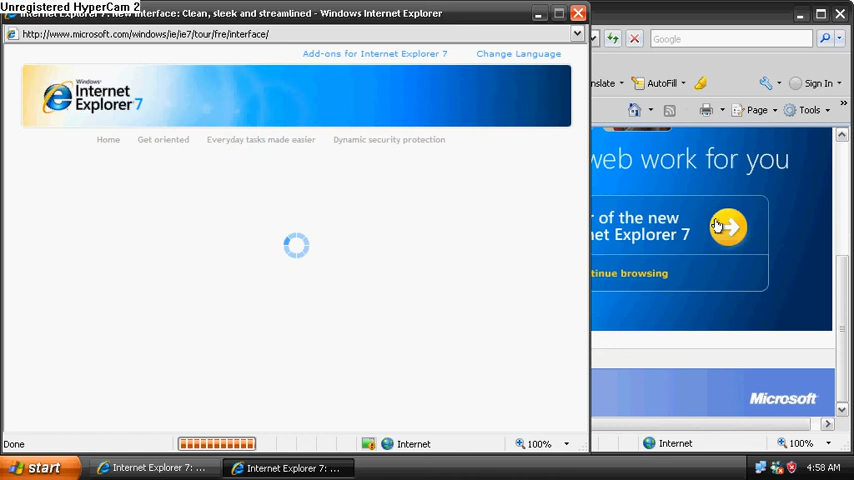 Unregistered HyperCam 2
Explorer 7: New Interface: Clean, sleek and streamlined - Windows Internet Explorer
http://www.microsoft.com/windows/ie/ie7/tour/fre/interface/
Google
Add-ons for Internet Explorer 7
Change Language
nslate
AutoFill
Sign In
Windows
Internet
Explorer 7
Page
Tools
Home
Get oriented
Everyday tasks made easier
Dynamic security protection
web work for you
r of the new
net Explorer 7
tinue browsing
Microsoft
Done
Internet
100%
Internet
100%
start
Internet Explorer 7: ...
Internet Explorer 7: ...
4:58 AM